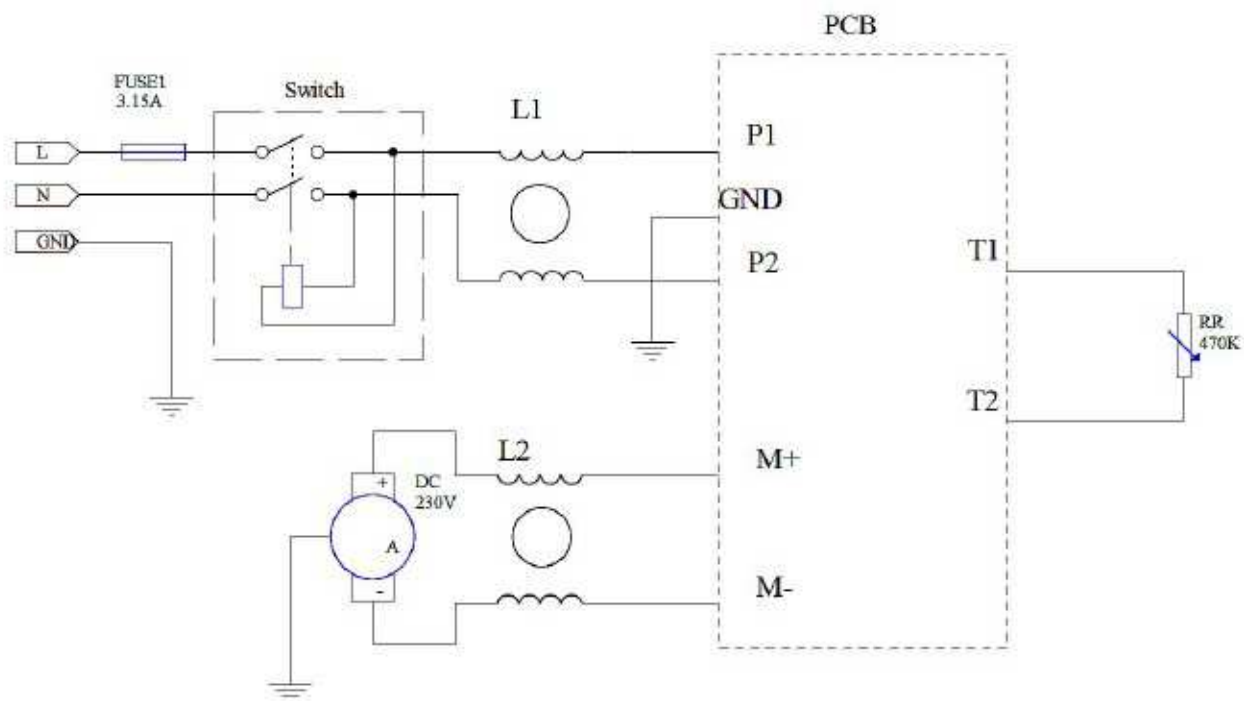 PCB
FUSE1
3.15A
Switch
L1
L
P1
N
GND
GND
P2
T1
RR
470K
T2
L2
M+
+
DC
230V
A
-
M-